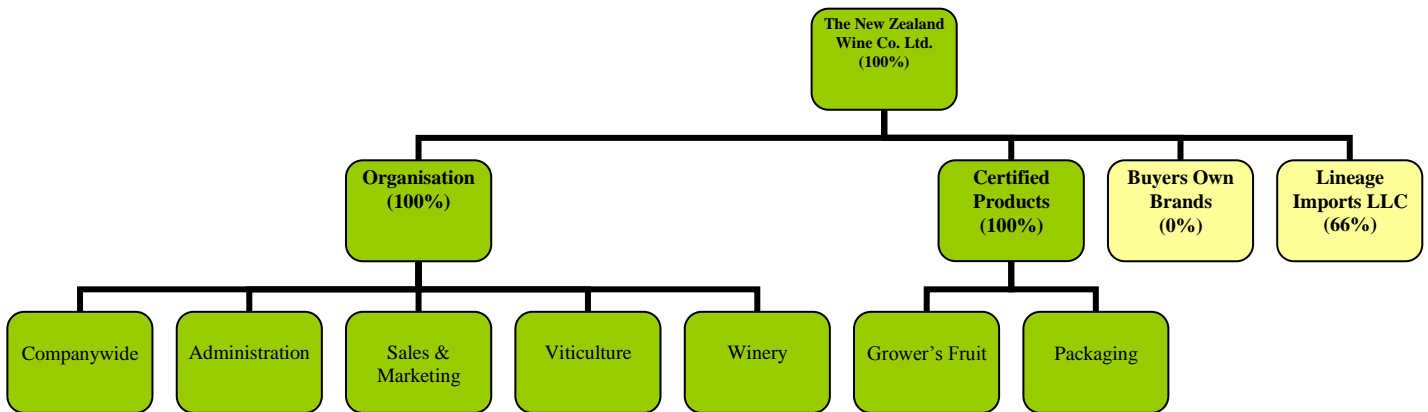 The New Zealand
Wine Co. Ltd.
(100%)
Organisation
(100%)
Certified
Products
(100%)
Buyers Own
Brands
(0%)
Lineage
Imports LLC
(66%)
Companywide
Administration
Sales &
Marketing
Viticulture
Winery
Grower’s Fruit
Packaging